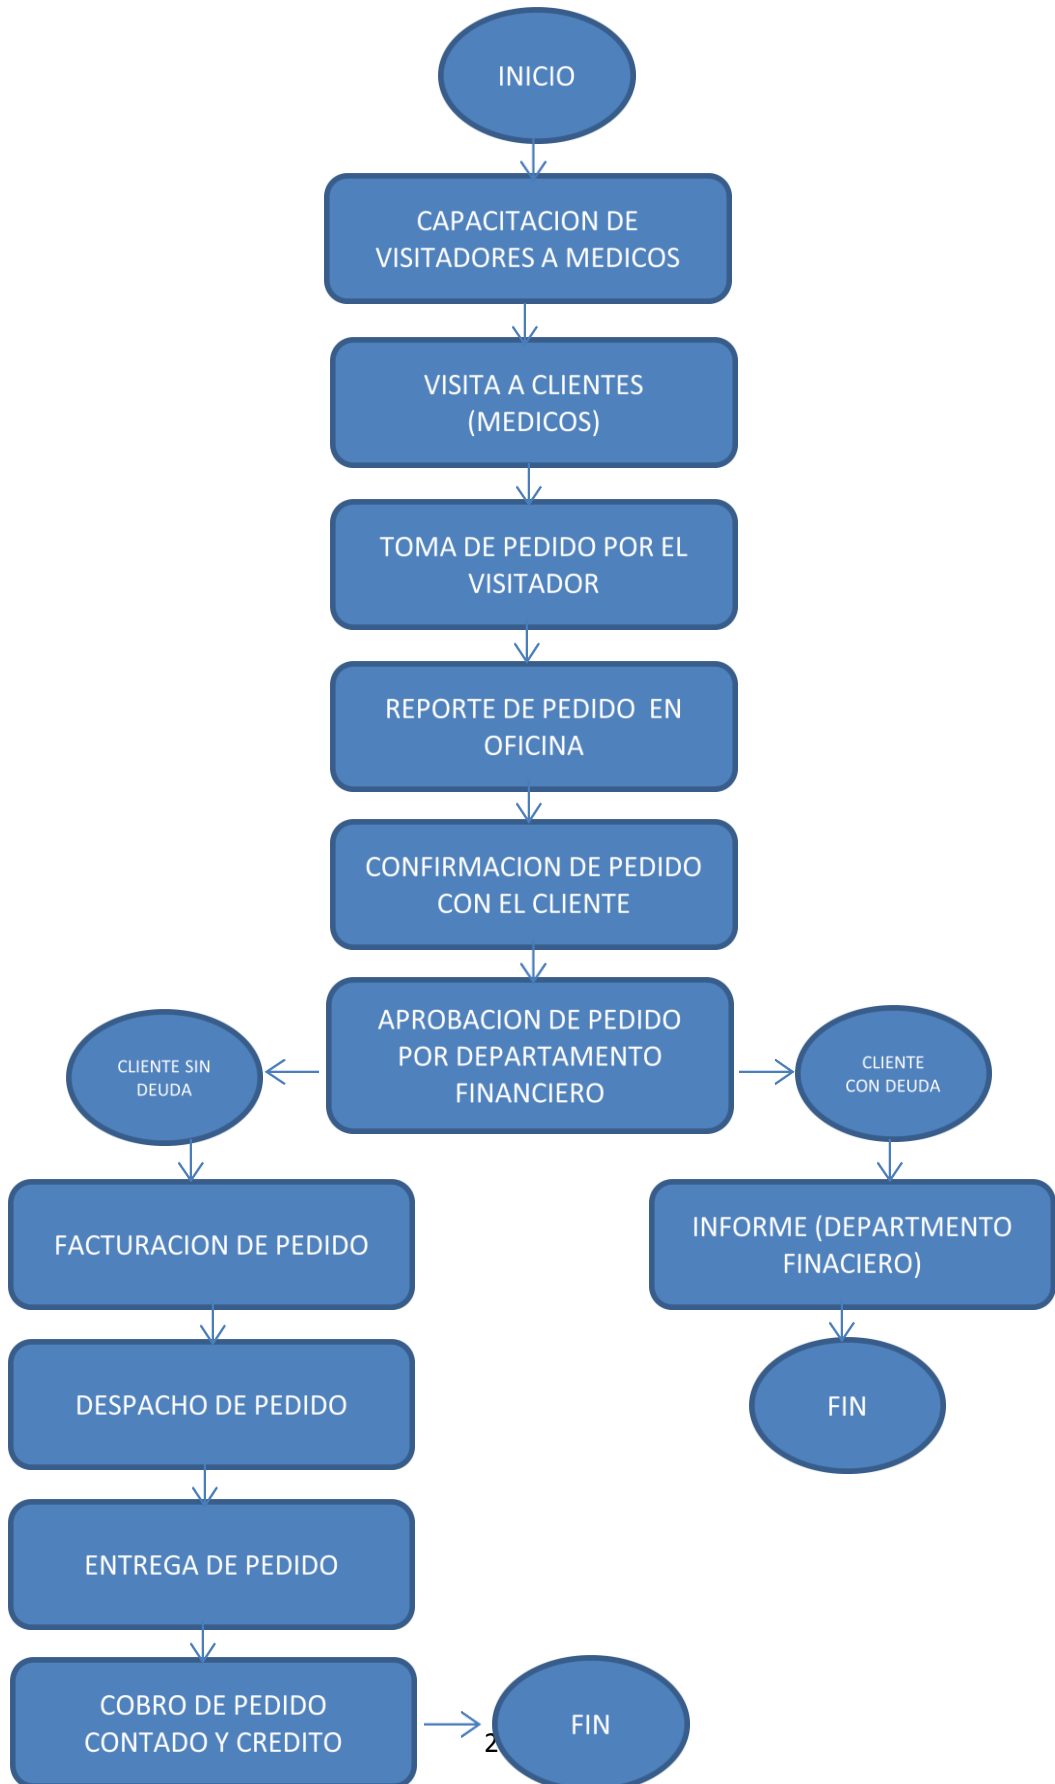 INICIO
CAPACITACION DE
VISITADORES A MEDICOS
VISITA A CLIENTES
(MEDICOS)
TOMA DE PEDIDO POR EL
VISITADOR
REPORTE DE PEDIDO  EN
OFICINA
CONFIRMACION DE PEDIDO
CON EL CLIENTE
APROBACION DE PEDIDO
POR DEPARTAMENTO
FINANCIERO
CLIENTE SIN
DEUDA
CLIENTE
CON DEUDA
FACTURACION DE PEDIDO
INFORME (DEPARTMENTO
FINACIERO)
DESPACHO DE PEDIDO
FIN
ENTREGA DE PEDIDO
COBRO DE PEDIDO
CONTADO Y CREDITO
FIN
2